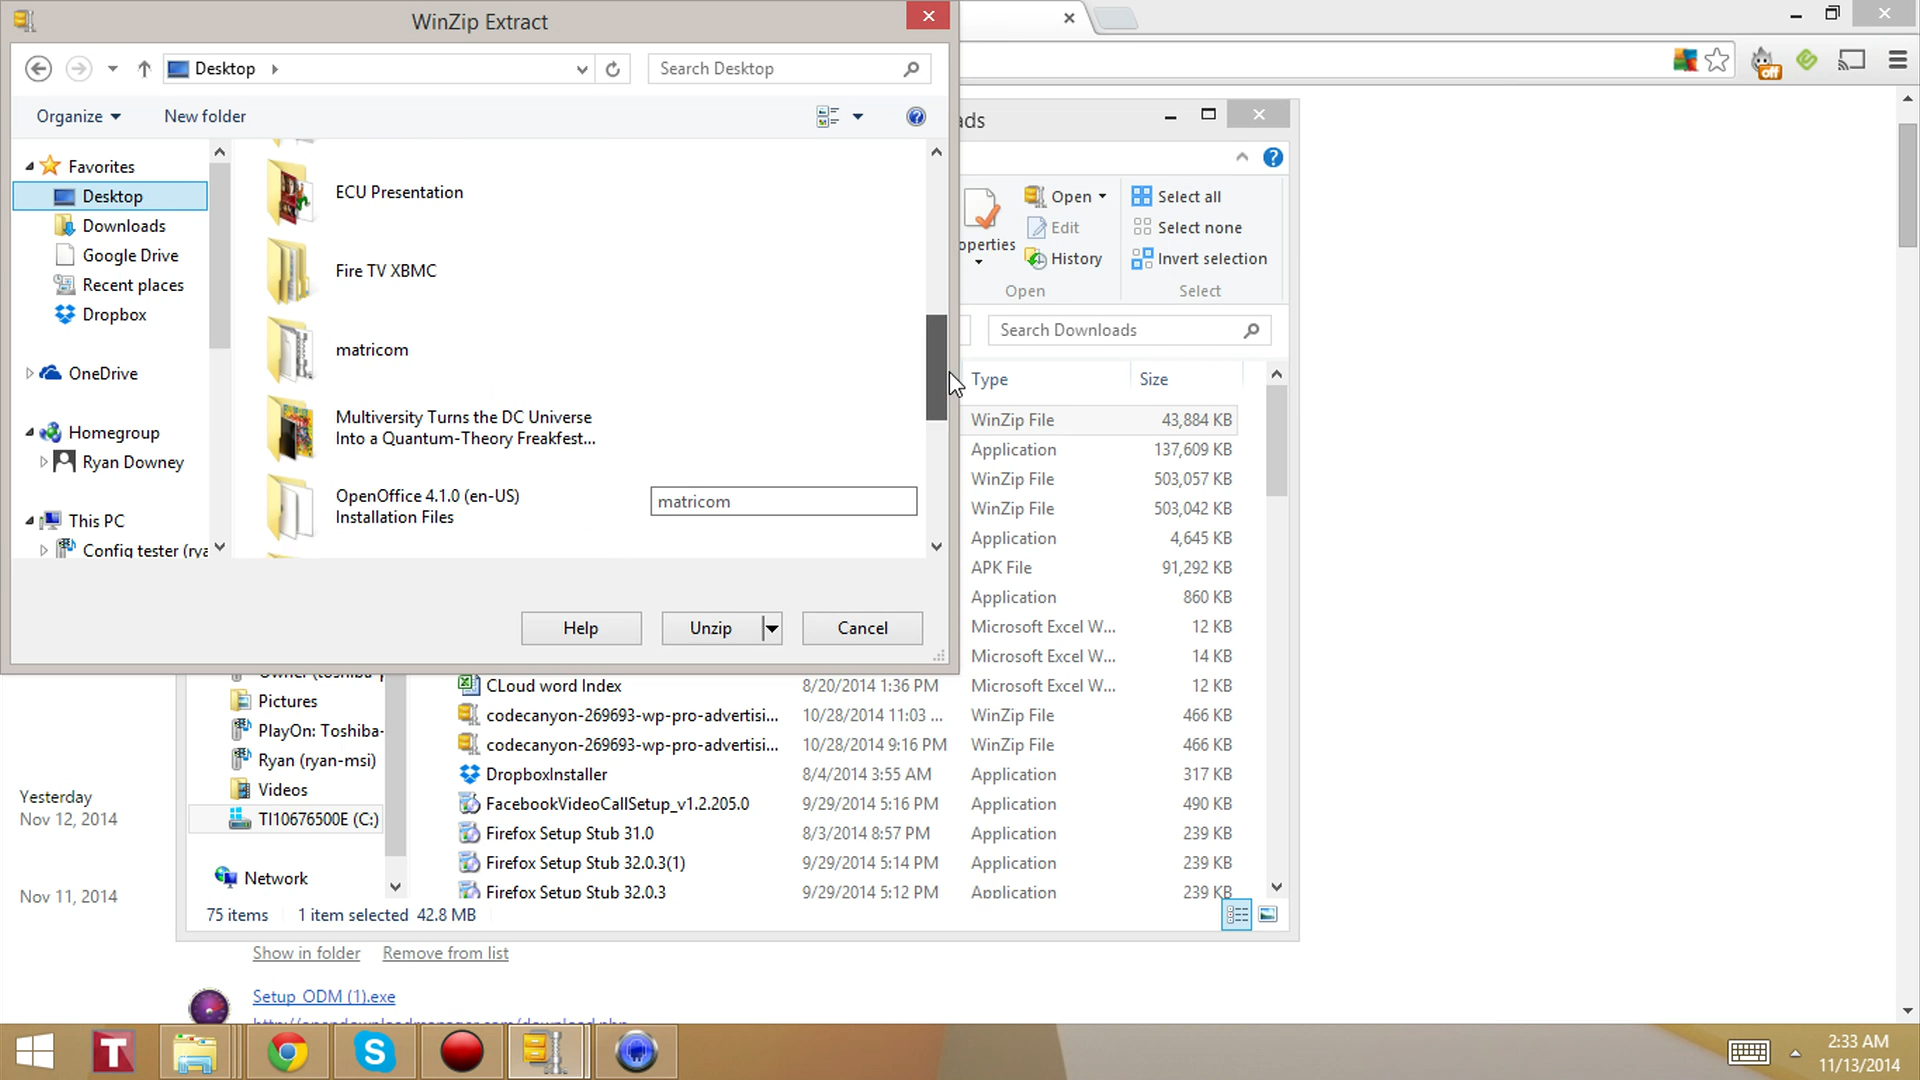 WinZip Extract
Desktop
Search Desktop
Organize
New folder
Favorites
Desktop
Downloads
Google Drive
Recent places
Dropbox
OneDrive
Homegroup
Ryan Downey
This PC
Config tester (rya
ECU Presentation
Fire TV XBMC
matricom
Multiversity Turns the DC Universe
Into a Quantum-Theory Freakfest...
OpenOffice 4.1.0 (en-US)
Installation Files
matricom
Help
Unzip
Cancel
off
ads
operties
Open
Edit
History
Open
Select all
Select none
Invert selection
Select
Search Downloads
Type Size
WinZip File 43,884 KB
Application 137,609 KB
WinZip File 503,057 KB
WinZip File 503,042 KB
Application 4,645 KB
APK File 91,292 KB
Application 860 KB
Microsoft Excel W... 12 KB
Microsoft Excel W... 14 KB
CLoud word Index 8/20/2014 1:36 PM Microsoft Excel W... 12 KB
codecanyon-269693-wp-pro-advertisi... 10/28/2014 11:03 ... WinZip File 466 KB
codecanyon-269693-wp-pro-advertisi... 10/28/2014 9:16 PM WinZip File 466 KB
DropboxInstaller 8/4/2014 3:55 AM Application 317 KB
FacebookVideoCallSetup_v1.2.205.0 9/29/2014 5:16 PM Application 490 KB
Firefox Setup Stub 31.0 8/3/2014 8:57 PM Application 239 KB
Firefox Setup Stub 32.0.3(1) 9/29/2014 5:14 PM Application 239 KB
Firefox Setup Stub 32.0.3 9/29/2014 5:12 PM Application 239 KB
Pictures
PlayOn: Toshiba-
Ryan (ryan-msi)
Videos
TI10676500E (C:)
Network
75 items 1 item selected 42.8 MB
Yesterday
Nov 12, 2014
Nov 11, 2014
Show in folder Remove from list
Setup_ODM (1).exe
2:33 AM
11/13/2014